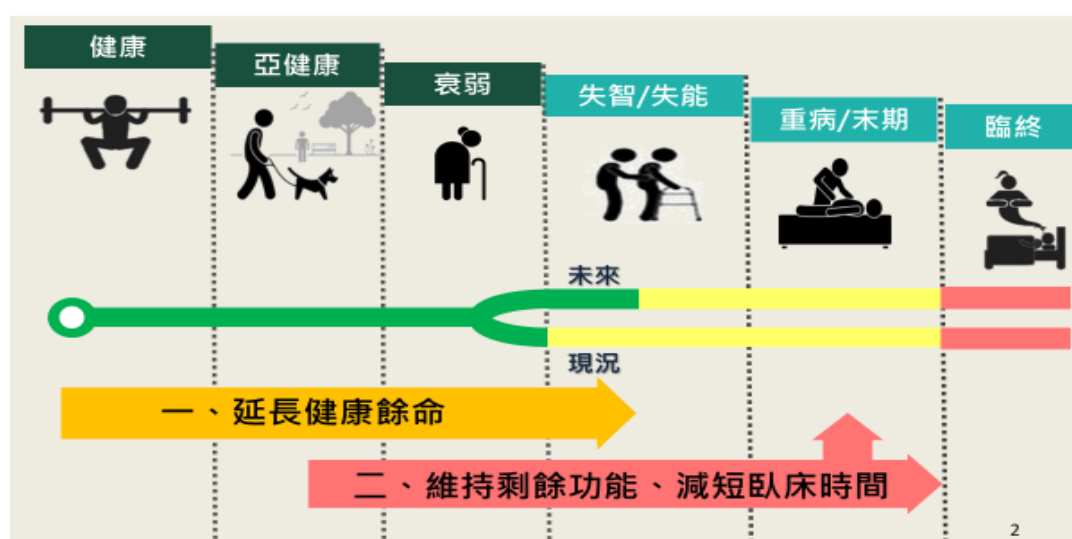 健康
亞健康
衰弱
失智/失能
重病/末期
臨終
未來
現況
一、延長健康餘命
二、維持剩餘功能、減短臥床時間
2